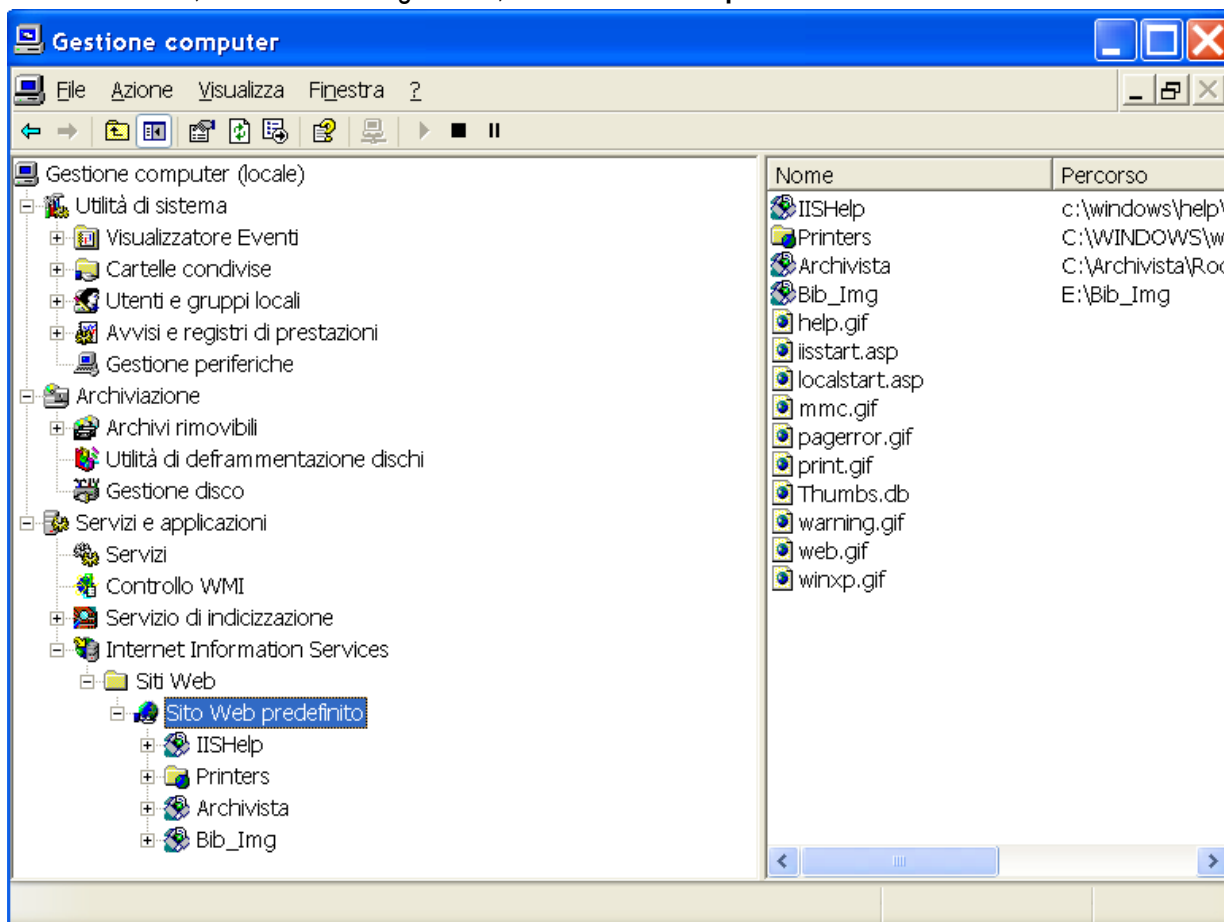 Gestione computer
File Azione Visualizza Finestra ?
Gestione computer (locale)
Utilità di sistema
Visualizzatore Eventi
Cartelle condivise
Utenti e gruppi locali
Avvisi e registri di prestazioni
Gestione periferiche
Archiviazione
Archivi rimovibili
Utilità di deframmentazione dischi
Gestione disco
Servizi e applicazioni
Servizi
Controllo WMI
Servizio di indicizzazione
Internet Information Services
Siti Web
Sito Web predefinito
IISHelp
Printers
Archivista
Bib_Img
Nome Percorso
IISHelp c:\windows\help\
Printers C:\WINDOWS\w
Archivista C:\Archivista\Roo
Bib_Img E:\Bib_Img
help.gif
iisstart.asp
localstart.asp
mmc.gif
pagerror.gif
print.gif
Thumbs.db
warning.gif
web.gif
winxp.gif